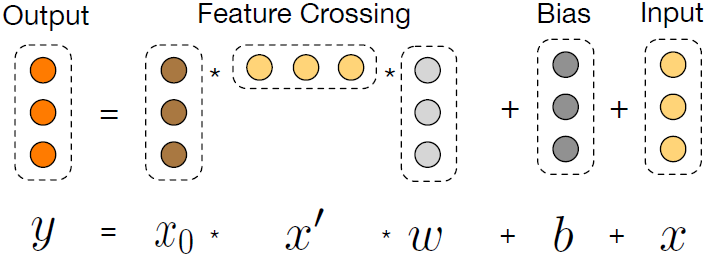 Output Feature Crossing Bias Input
= * * + +
y = x₀ * x′ * w + b + x